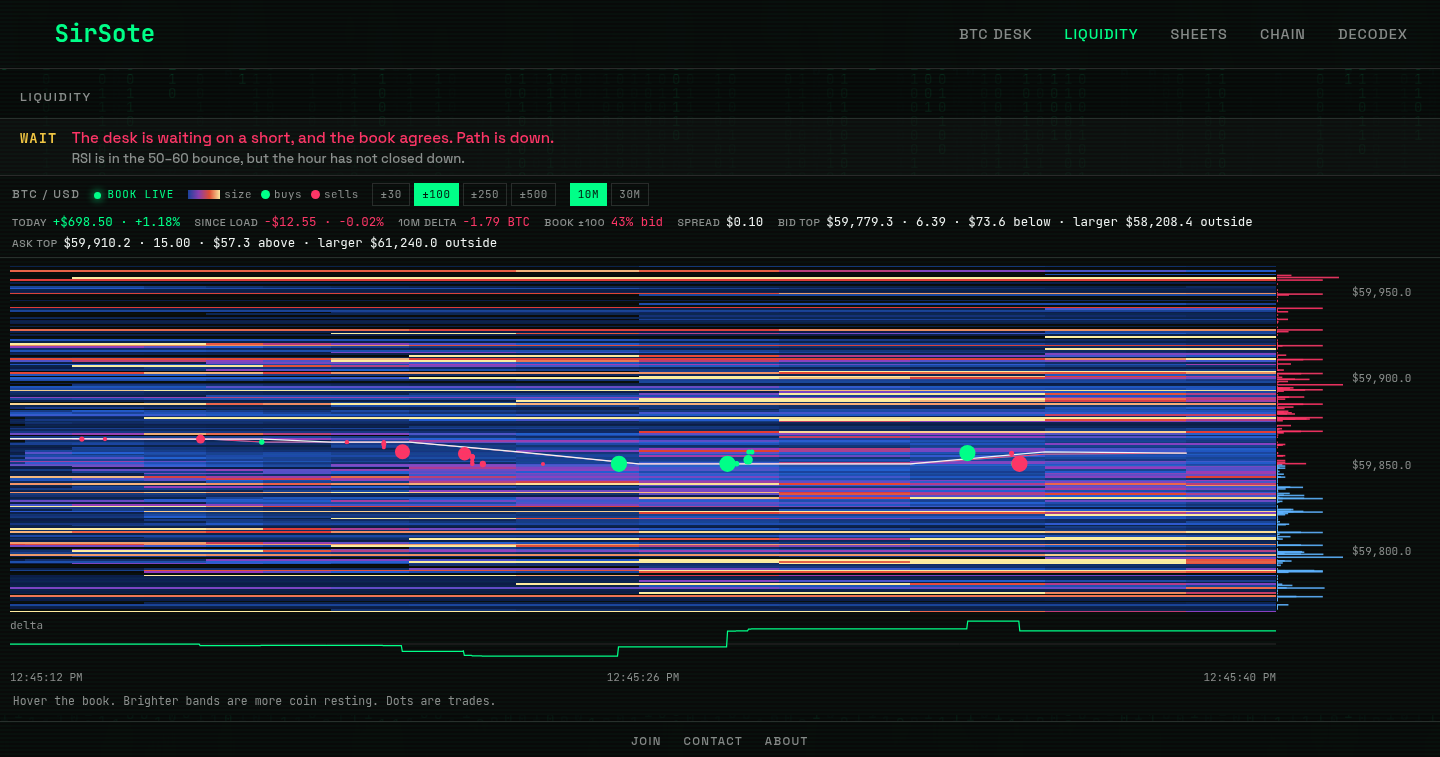 SirSote
BTC DESK LIQUIDITY SHEETS CHAIN DECODEX
LIQUIDITY
WAIT The desk is waiting on a short, and the book agrees. Path is down.
RSI is in the 50–60 bounce, but the hour has not closed down.
BTC / USD BOOK LIVE size buys sells ±30 ±100 ±250 ±500 10M 30M
TODAY +$698.50 · +1.18% SINCE LOAD -$12.55 · -0.02% 10M DELTA -1.79 BTC BOOK ±100 43% bid SPREAD $0.10 BID TOP $59,779.3 · 6.39 · $73.6 below · larger $58,208.4 outside
ASK TOP $59,910.2 · 15.00 · $57.3 above · larger $61,240.0 outside
$59,950.0
$59,900.0
$59,850.0
$59,800.0
delta
12:45:12 PM 12:45:26 PM 12:45:40 PM
Hover the book. Brighter bands are more coin resting. Dots are trades.
JOIN CONTACT ABOUT